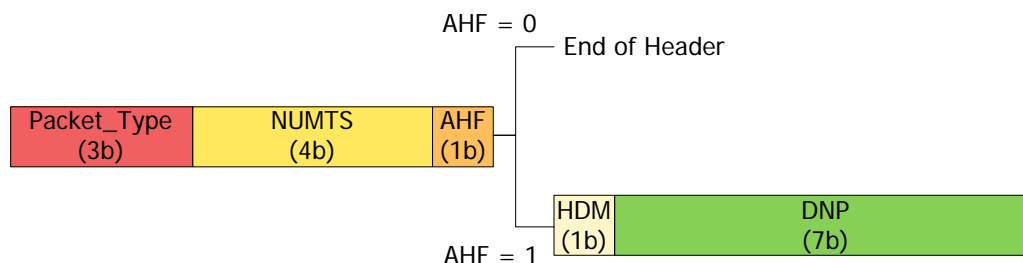 AHF = 0
End of Header
Packet_Type
(3b)
NUMTS
(4b)
AHF
(1b)
HDM
(1b)
DNP
(7b)
AHF = 1